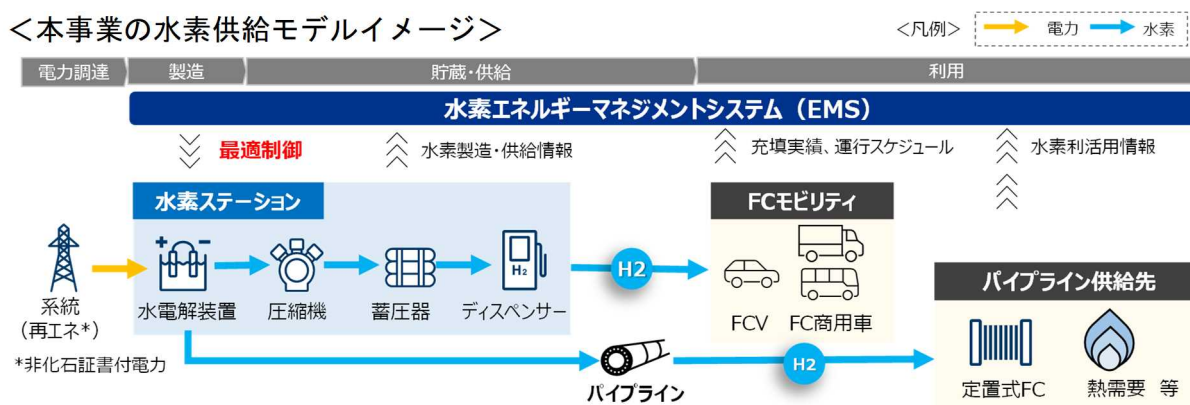 ＜本事業の水素供給モデルイメージ＞
＜凡例＞ 電力 水素
電力調達 製造 貯蔵・供給 利用
水素エネルギーマネジメントシステム（EMS）
最適制御 水素製造・供給情報 充填実績、運行スケジュール 水素利活用情報
水素ステーション
FCモビリティ
H2
H2
水電解装置 圧縮機 蓄圧器 ディスペンサー
系統
（再エネ*）
*非化石証書付電力
FCV FC商用車
パイプライン
H2
パイプライン供給先
定置式FC 熱需要 等